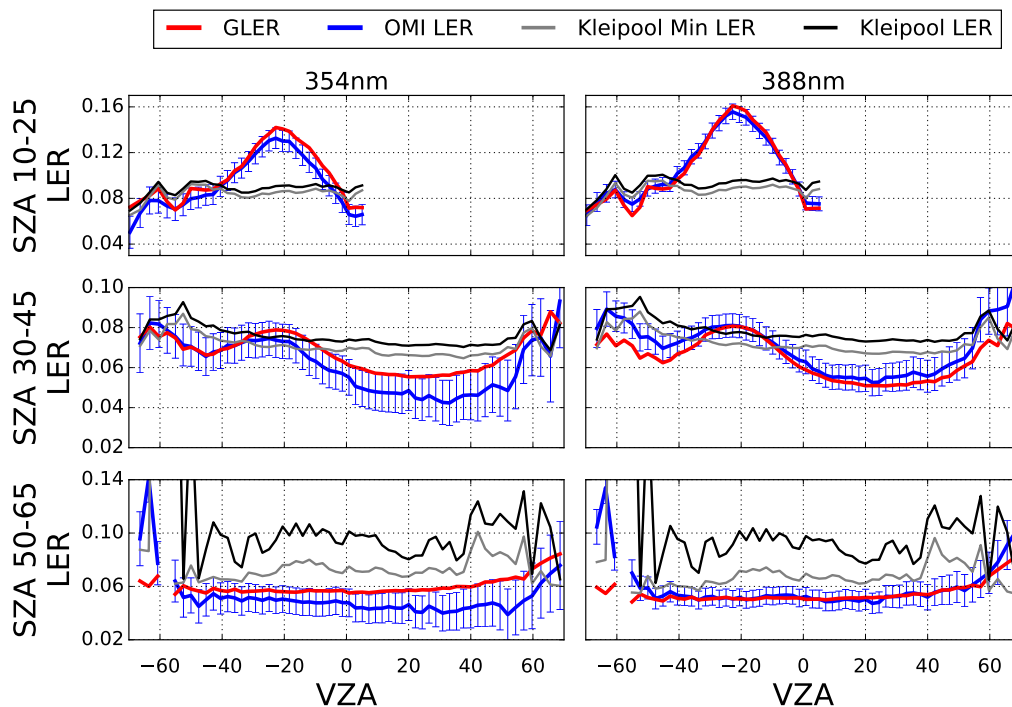 GLER OMI LER Kleipool Min LER Kleipool LER
354nm 388nm
SZA 10-25
LER
0.16
0.12
0.08
0.04
SZA 30-45
LER
0.10
0.08
0.06
0.04
0.02
SZA 50-65
LER
0.14
0.10
0.06
0.02
−60 −40 −20 0 20 40 60
−60 −40 −20 0 20 40 60
VZA VZA